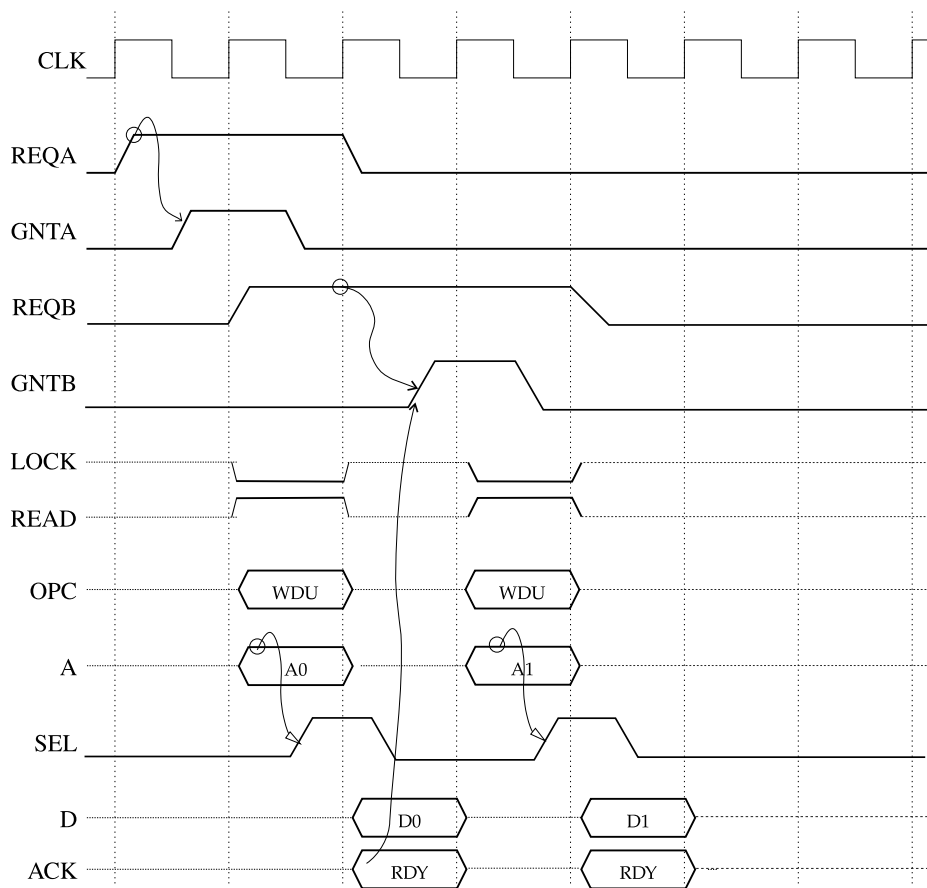 CLK
REQA
GNTA
REQB
GNTB
LOCK
READ
OPC WDU WDU
A A0 A1
SEL
D D0 D1
ACK RDY RDY